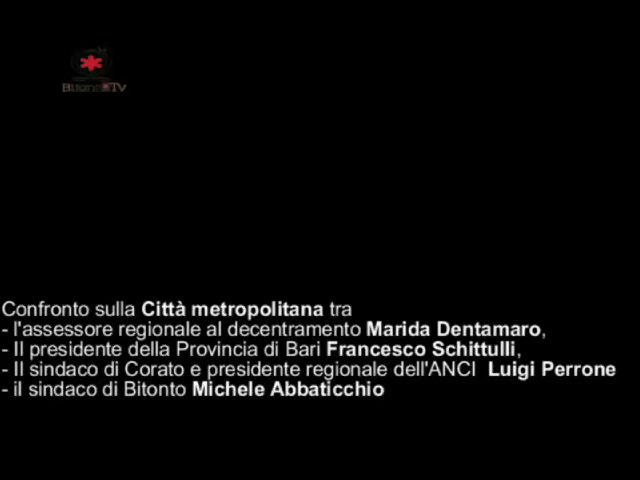 BitontoTV
Confronto sulla Città metropolitana tra
- l'assessore regionale al decentramento Marida Dentamaro,
- Il presidente della Provincia di Bari Francesco Schittulli,
- Il sindaco di Corato e presidente regionale dell'ANCI Luigi Perrone
- il sindaco di Bitonto Michele Abbaticchio